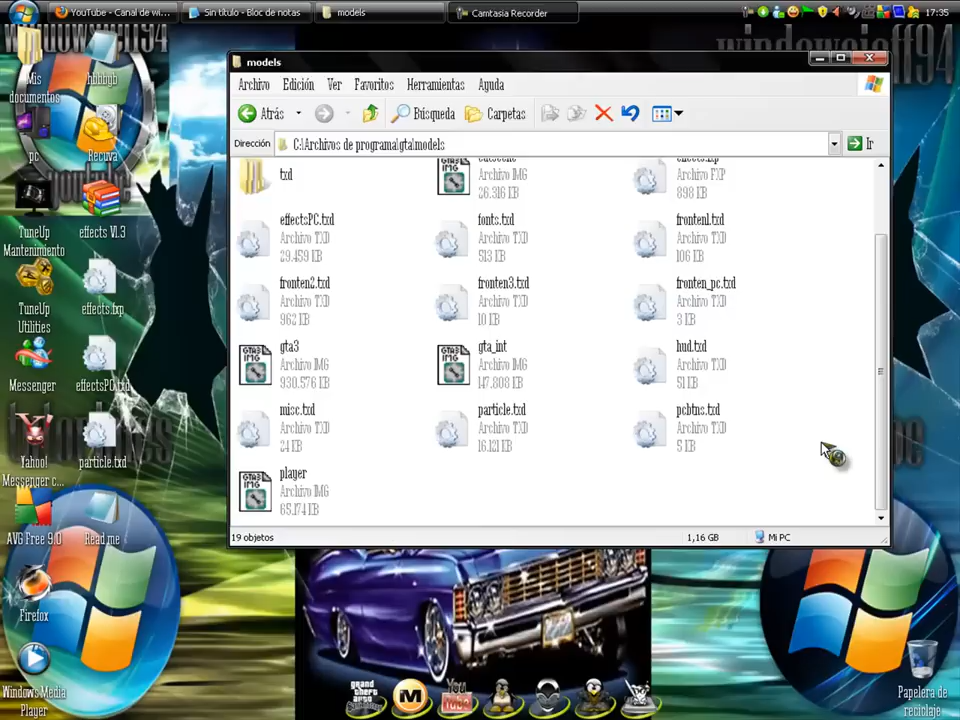 YouTube - Canal de wi...
Sin título - Bloc de notas
models
Camtasia Recorder
17:35
Mis documentos
hbbbyb
pc
Recuva
TuneUp Mantenimiento
effects V1.3
TuneUp Utilities
effects.fxp
Messenger
effectsPC.txd
Yahoo! Messenger c...
particle.txd
AVG Free 9.0
Read me
Firefox
Windows Media Player
models
Archivo Edición Ver Favoritos Herramientas Ayuda
Atrás Búsqueda Carpetas
Dirección C:\Archivos de programa\gta\models Ir
txd
Archivo IMG
26.316 KB
Archivo FXP
898 KB
effectsPC.txd
Archivo TXD
29.459 KB
fonts.txd
Archivo TXD
513 KB
fronten1.txd
Archivo TXD
106 KB
fronten2.txd
Archivo TXD
962 KB
fronten3.txd
Archivo TXD
10 KB
fronten_pc.txd
Archivo TXD
3 KB
gta3
Archivo IMG
930.576 KB
gta_int
Archivo IMG
147.808 KB
hud.txd
Archivo TXD
51 KB
misc.txd
Archivo TXD
24 KB
particle.txd
Archivo TXD
16.121 KB
pcbtns.txd
Archivo TXD
5 KB
player
Archivo IMG
65.174 KB
19 objetos
1,16 GB
Mi PC
Papelera de reciclaje